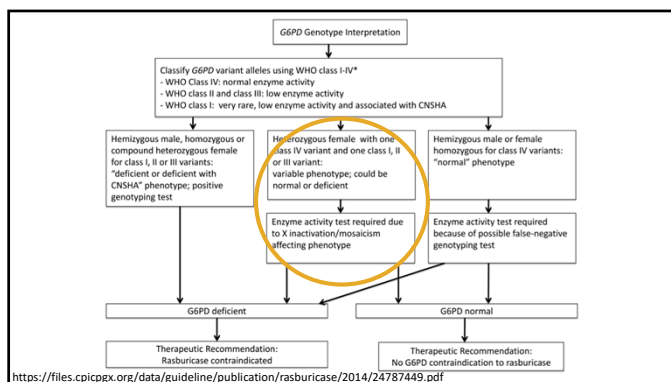 G6PD Genotype Interpretation
Classify G6PD variant alleles using WHO class I-IV*
- WHO Class IV: normal enzyme activity
- WHO class II and class III: low enzyme activity
- WHO class I:  very rare, low enzyme activity and associated with CNSHA
Hemizygous male, homozygous or
compound heterozygous female
for class I, II or III variants:
"deficient or deficient with
CNSHA" phenotype; positive
genotyping test
Heterozygous female with one
class IV variant and one class I, II
or III variant:
variable phenotype; could be
normal or deficient
Hemizygous male or female
homozygous for class IV variants:
"normal" phenotype
Enzyme activity test required due
to X inactivation/mosaicism
affecting phenotype
Enzyme activity test required
because of possible false-negative
genotyping test
G6PD deficient
G6PD normal
Therapeutic Recommendation:
Rasburicase contraindicated
Therapeutic Recommendation:
No G6PD contraindication to rasburicase
https://files.cpicpgx.org/data/guideline/publication/rasburicase/2014/24787449.pdf